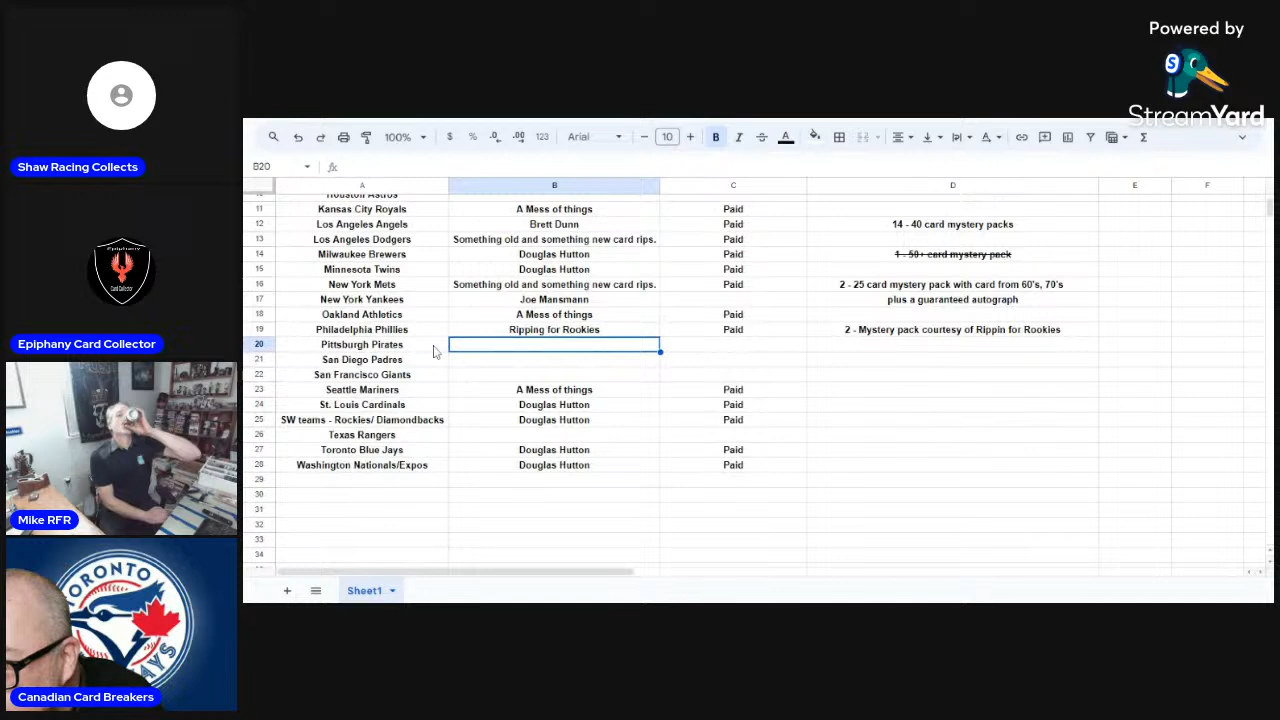 Powered by
StreamYard
Shaw Racing Collects
Epiphany
Card Collector
Epiphany Card Collector
Mike RFR
TORONTO
Canadian Card Breakers
100%
$
%
.0
.00
123
Arial
10
B
I
A
B20
fx
A B C D E F
Houston Astros
11 Kansas City Royals A Mess of things Paid
12 Los Angeles Angels Brett Dunn Paid 14 - 40 card mystery packs
13 Los Angeles Dodgers Something old and something new card rips. Paid
14 Milwaukee Brewers Douglas Hutton Paid 1 - 50+ card mystery pack
15 Minnesota Twins Douglas Hutton Paid
16 New York Mets Something old and something new card rips. Paid 2 - 25 card mystery pack with card from 60's, 70's
17 New York Yankees Joe Mansmann plus a guaranteed autograph
18 Oakland Athletics A Mess of things Paid
19 Philadelphia Phillies Ripping for Rookies Paid 2 - Mystery pack courtesy of Rippin for Rookies
20 Pittsburgh Pirates
21 San Diego Padres
22 San Francisco Giants
23 Seattle Mariners A Mess of things Paid
24 St. Louis Cardinals Douglas Hutton Paid
25 SW teams - Rockies/ Diamondbacks Douglas Hutton Paid
26 Texas Rangers
27 Toronto Blue Jays Douglas Hutton Paid
28 Washington Nationals/Expos Douglas Hutton Paid
29
30
31
32
33
34
Sheet1